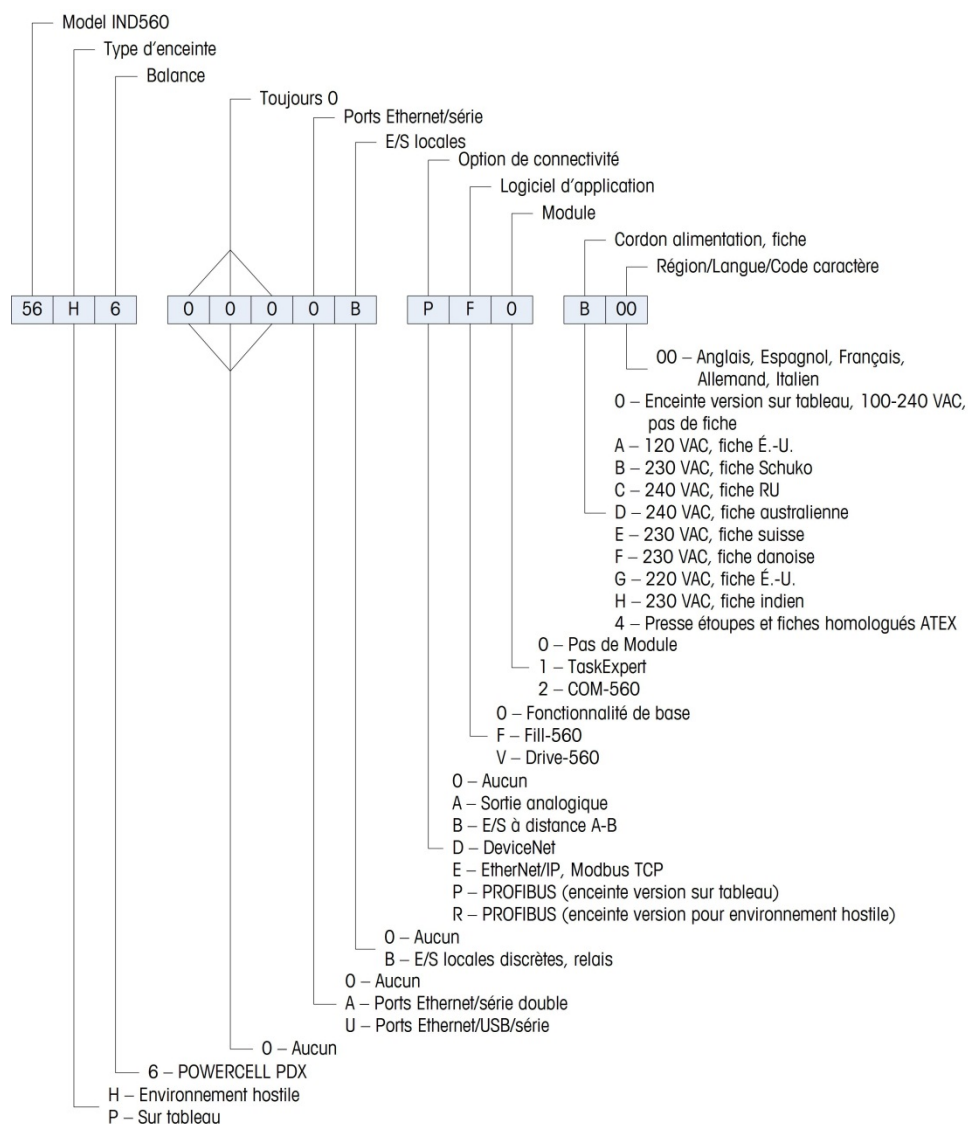 Model IND560
Type d'enceinte
Balance
Toujours 0
Ports Ethernet/série
E/S locales
Option de connectivité
Logiciel d'application
Module
Cordon alimentation, fiche
Région/Langue/Code caractère
56 H 6 0 0 0 0 B P F 0 B 00
00 – Anglais, Espagnol, Français,
Allemand, Italien
0 – Enceinte version sur tableau, 100-240 VAC,
pas de fiche
A – 120 VAC, fiche É.-U.
B – 230 VAC, fiche Schuko
C – 240 VAC, fiche RU
D – 240 VAC, fiche australienne
E – 230 VAC, fiche suisse
F – 230 VAC, fiche danoise
G – 220 VAC, fiche É.-U.
H – 230 VAC, fiche indien
4 – Presse étoupes et fiches homologués ATEX
0 – Pas de Module
1 – TaskExpert
2 – COM-560
0 – Fonctionnalité de base
F – Fill-560
V – Drive-560
0 – Aucun
A – Sortie analogique
B – E/S à distance A-B
D – DeviceNet
E – EtherNet/IP, Modbus TCP
P – PROFIBUS (enceinte version sur tableau)
R – PROFIBUS (enceinte version pour environnement hostile)
0 – Aucun
B – E/S locales discrètes, relais
0 – Aucun
A – Ports Ethernet/série double
U – Ports Ethernet/USB/série
0 – Aucun
6 – POWERCELL PDX
H – Environnement hostile
P – Sur tableau